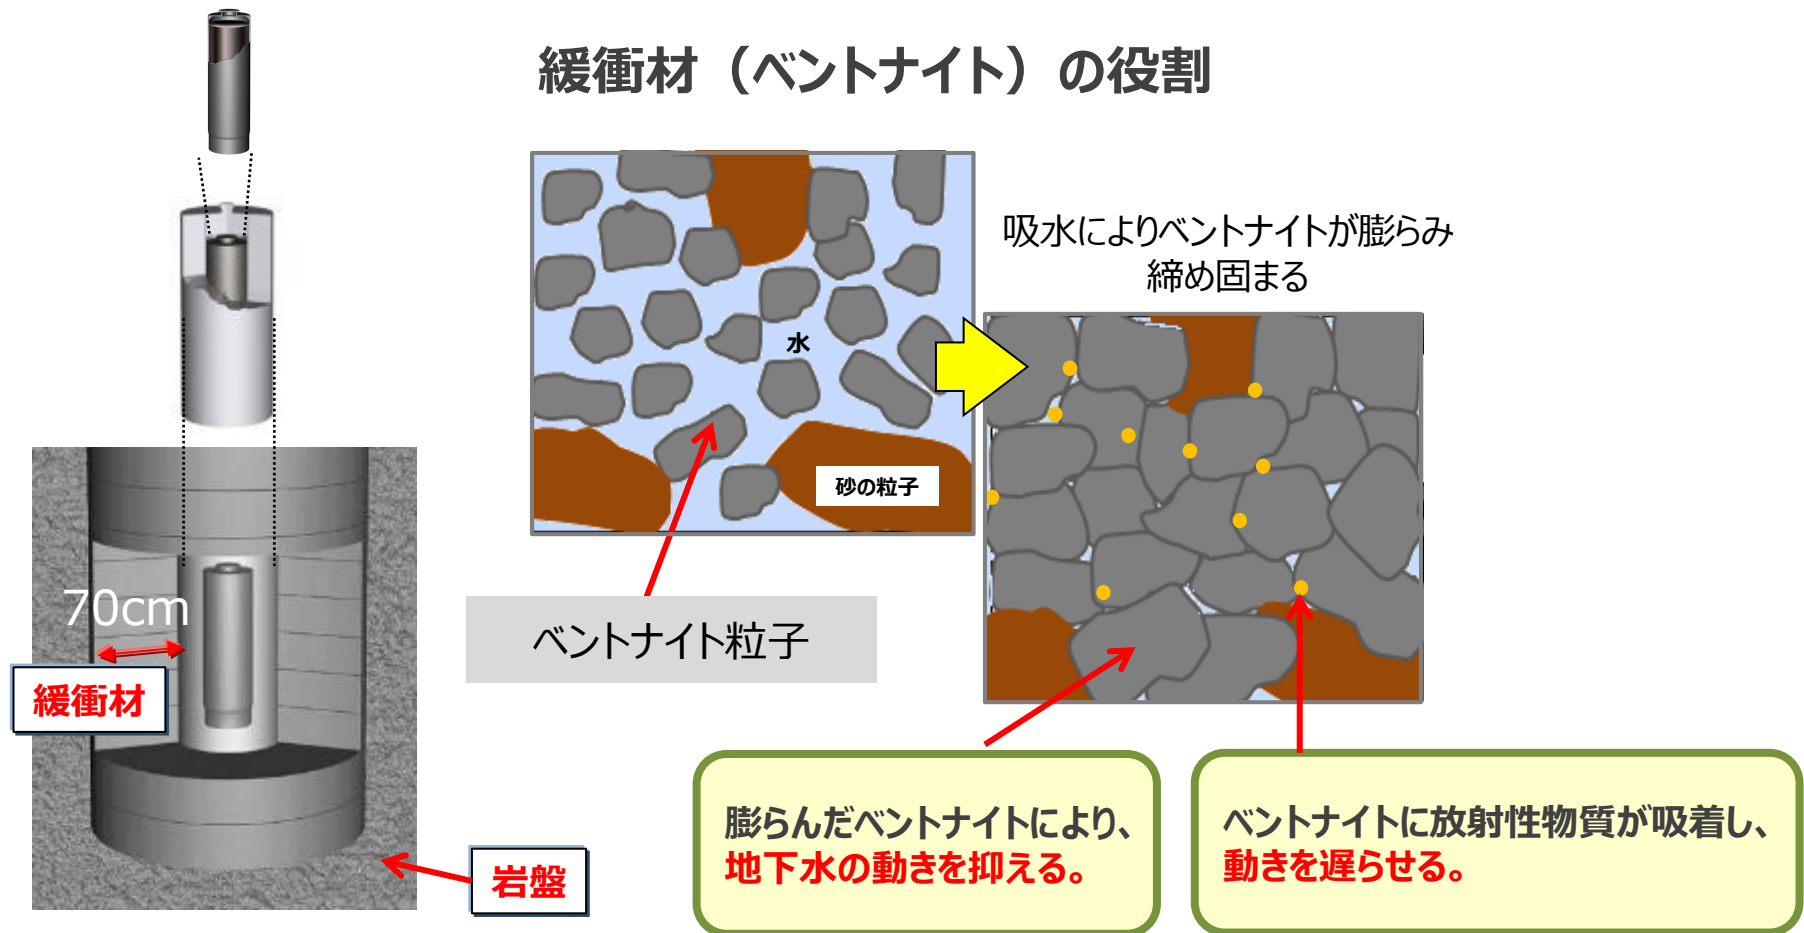 緩衝材（ベントナイト）の役割
吸水によりベントナイトが膨らみ
締め固まる
水
砂の粒子
ベントナイト粒子
70cm
緩衝材
岩盤
膨らんだベントナイトにより、
地下水の動きを抑える。
ベントナイトに放射性物質が吸着し、
動きを遅らせる。